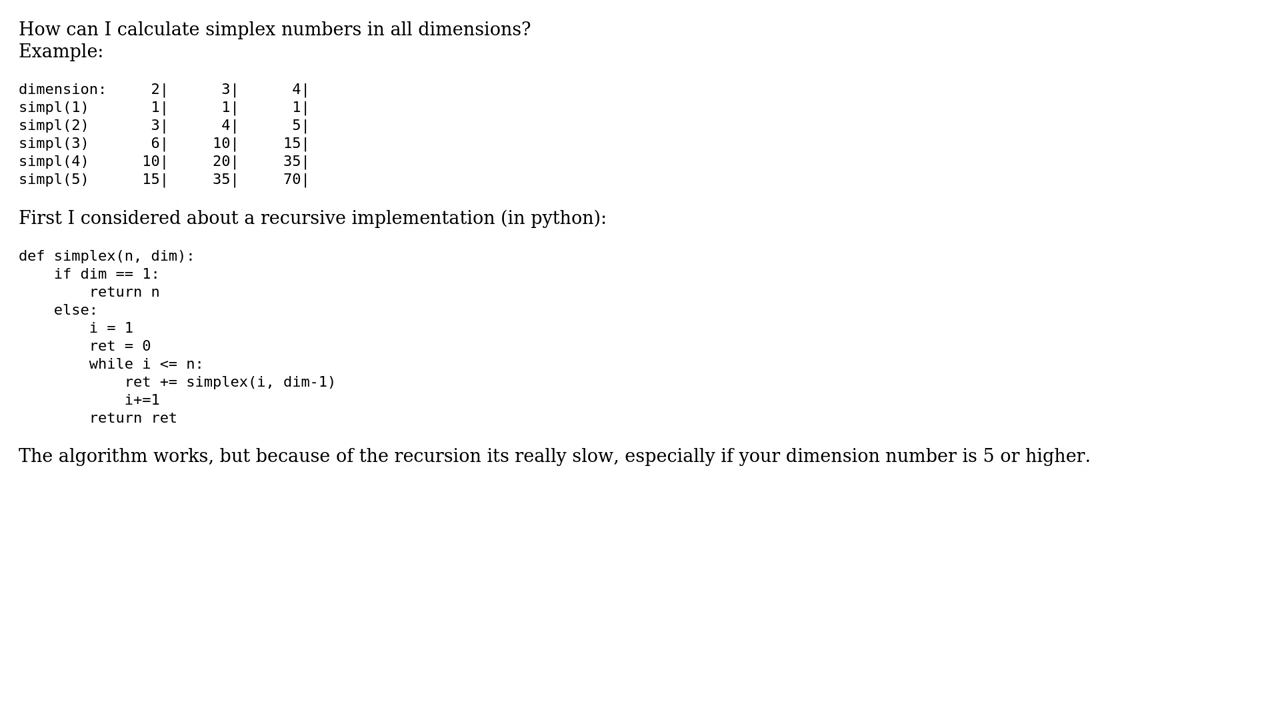 How can I calculate simplex numbers in all dimensions?
Example:
dimension:     2|      3|      4|
simpl(1)       1|      1|      1|
simpl(2)       3|      4|      5|
simpl(3)       6|     10|     15|
simpl(4)      10|     20|     35|
simpl(5)      15|     35|     70|
First I considered about a recursive implementation (in python):
def simplex(n, dim):
    if dim == 1:
        return n
    else:
        i = 1
        ret = 0
        while i <= n:
            ret += simplex(i, dim-1)
            i+=1
        return ret
The algorithm works, but because of the recursion its really slow, especially if your dimension number is 5 or higher.